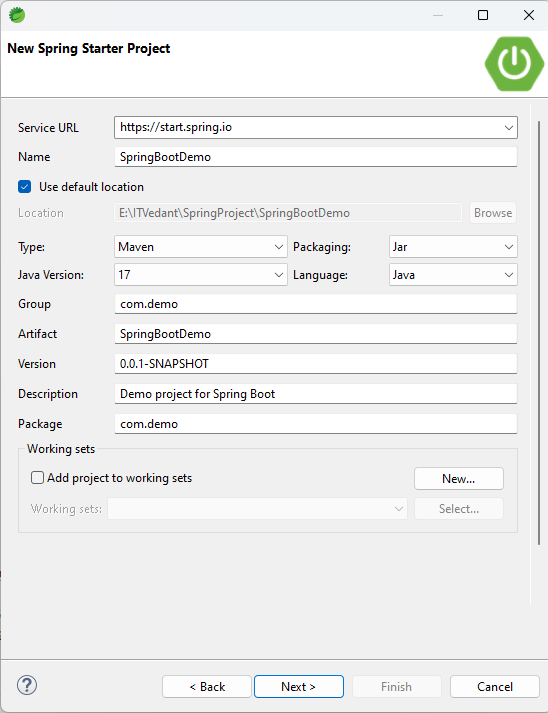 New Spring Starter Project
Service URL https://start.spring.io
Name SpringBootDemo
Use default location
Location E:\ITVedant\SpringProject\SpringBootDemo Browse
Type: Maven Packaging: Jar
Java Version: 17 Language: Java
Group com.demo
Artifact SpringBootDemo
Version 0.0.1-SNAPSHOT
Description Demo project for Spring Boot
Package com.demo
Working sets
Add project to working sets New...
Working sets: Select...
? < Back Next > Finish Cancel